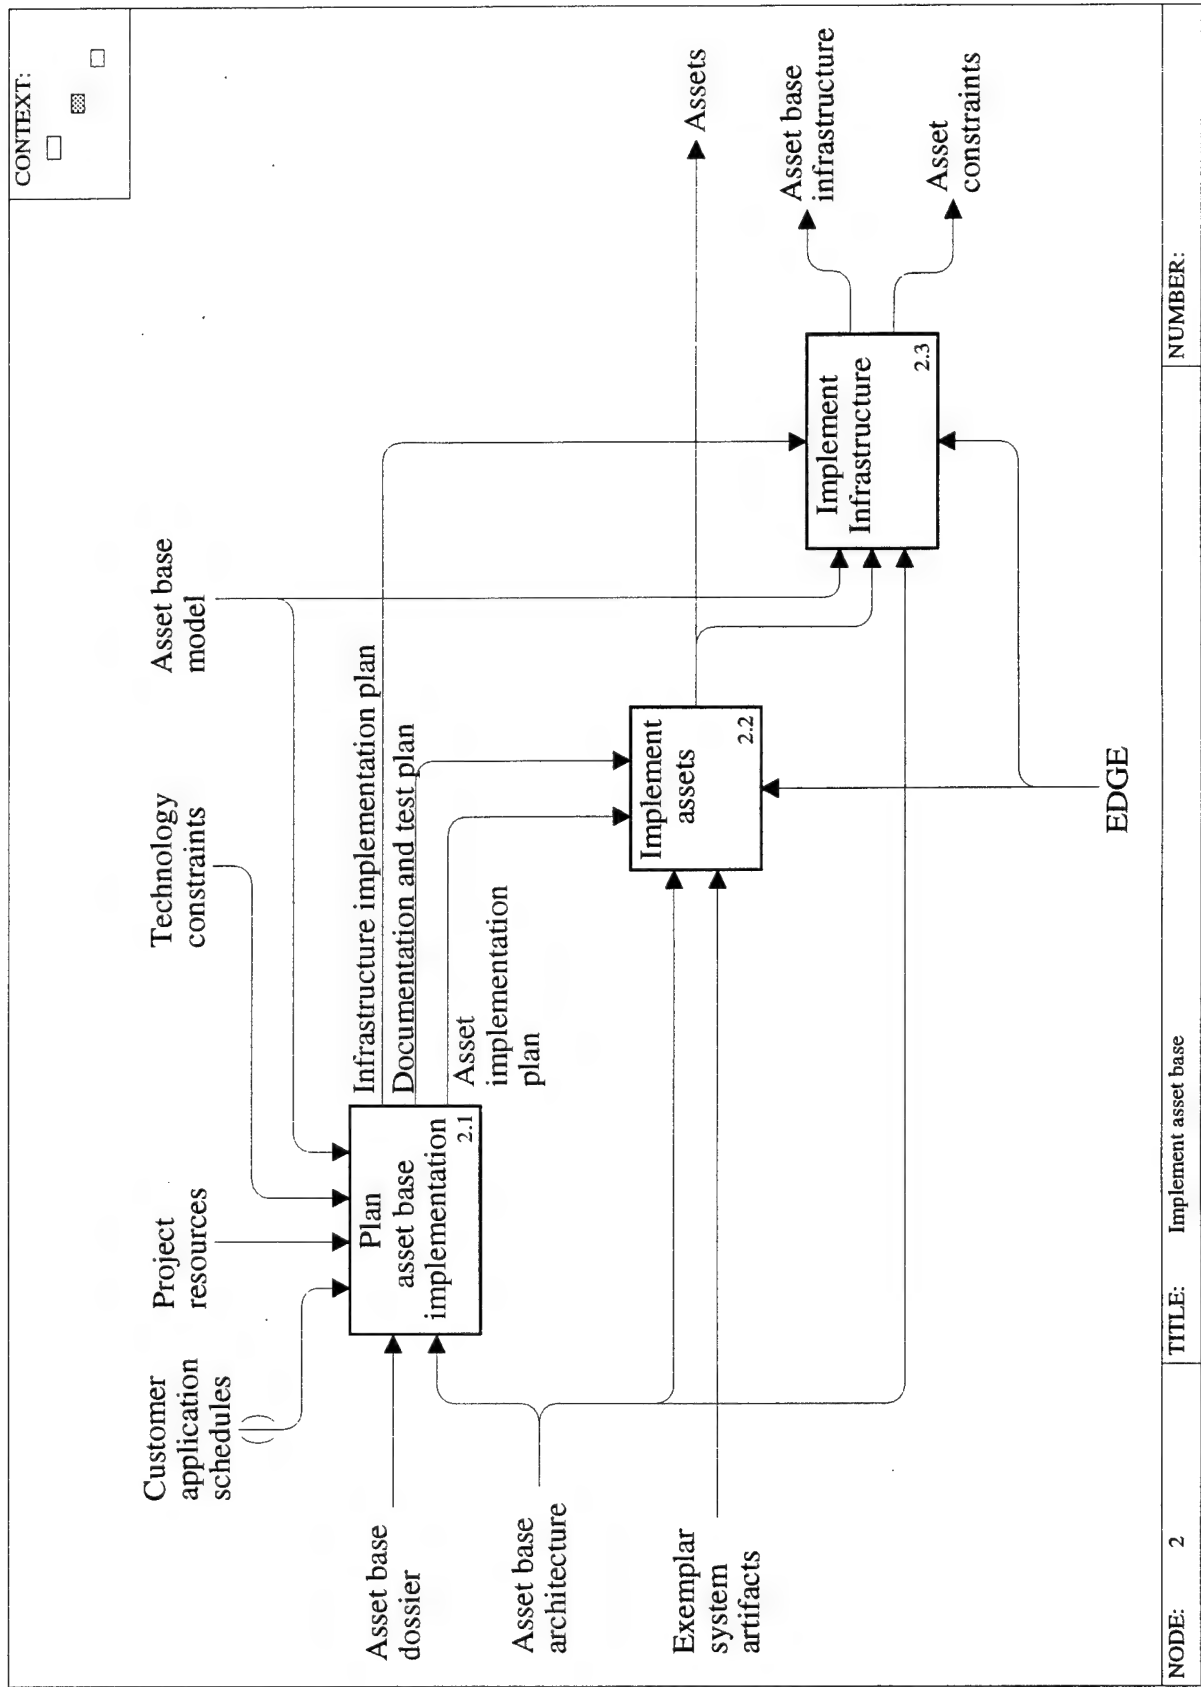 CONTEXT:
Customer
application
schedules
Project
resources
Technology
constraints
Asset base
model
Plan
asset base
implementation
2.1
Infrastructure implementation plan
Documentation and test plan
Asset
implementation
plan
Implement
assets
2.2
Implement
Infrastructure
2.3
Asset base
dossier
Asset base
architecture
Exemplar
system
artifacts
Assets
Asset base
infrastructure
Asset
constraints
EDGE
NODE: 2
TITLE: Implement asset base
NUMBER: